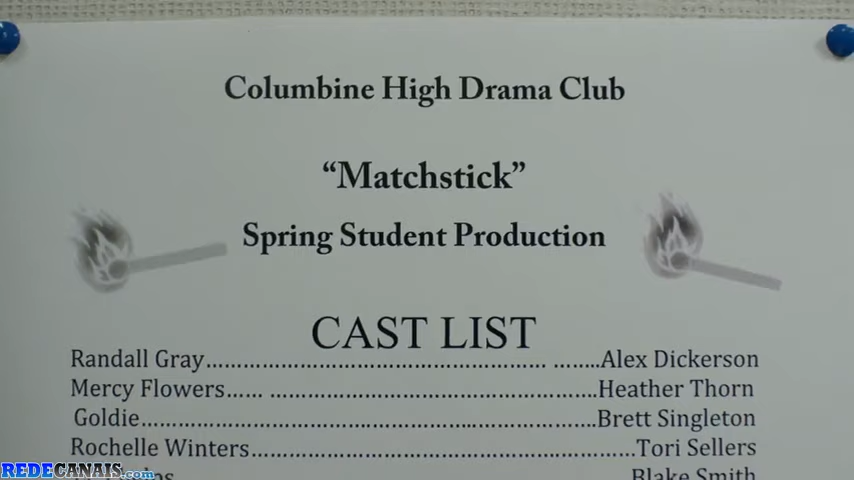 Columbine High Drama Club
“Matchstick”
Spring Student Production
CAST LIST
Randall Gray....................................................... ........Alex Dickerson
Mercy Flowers...... .....................................................Heather Thorn
Goldie..........................................................................Brett Singleton
Rochelle Winters..............................................................Tori Sellers
Blake Smith
REDECANAIS.com